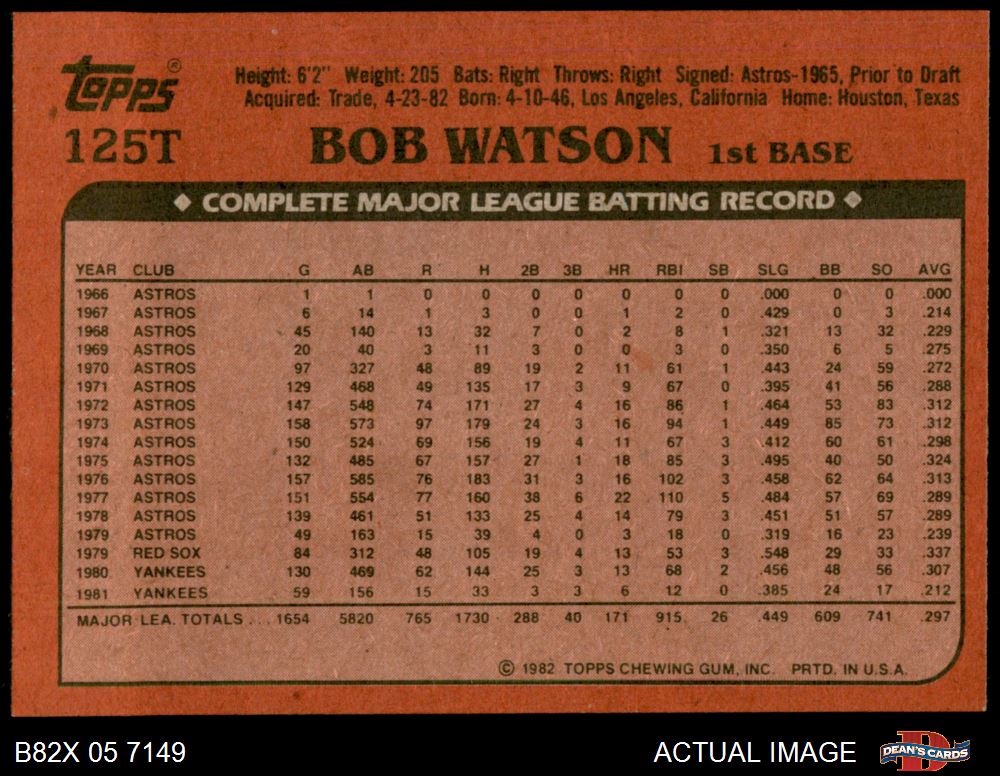 Topps®
Height: 6'2" Weight: 205 Bats: Right Throws: Right Signed: Astros-1965, Prior to Draft
Acquired: Trade, 4-23-82 Born: 4-10-46, Los Angeles, California Home: Houston, Texas
125T BOB WATSON 1st BASE
COMPLETE MAJOR LEAGUE BATTING RECORD
YEAR CLUB G AB R H 2B 3B HR RBI SB SLG BB SO AVG
1966 ASTROS 1 1 0 0 0 0 0 0 0 .000 0 0 .000
1967 ASTROS 6 14 1 3 0 0 1 2 0 .429 0 3 .214
1968 ASTROS 45 140 13 32 7 0 2 8 1 .321 13 32 .229
1969 ASTROS 20 40 3 11 3 0 0 3 0 .350 6 5 .275
1970 ASTROS 97 327 48 89 19 2 11 61 1 .443 24 59 .272
1971 ASTROS 129 468 49 135 17 3 9 67 0 .395 41 56 .288
1972 ASTROS 147 548 74 171 27 4 16 86 1 .464 53 83 .312
1973 ASTROS 158 573 97 179 24 3 16 94 1 .449 85 73 .312
1974 ASTROS 150 524 69 156 19 4 11 67 3 .412 60 61 .298
1975 ASTROS 132 485 67 157 27 1 18 85 3 .495 40 50 .324
1976 ASTROS 157 585 76 183 31 3 16 102 3 .458 62 64 .313
1977 ASTROS 151 554 77 160 38 6 22 110 5 .484 57 69 .289
1978 ASTROS 139 461 51 133 25 4 14 79 3 .451 51 57 .289
1979 ASTROS 49 163 15 39 4 0 3 18 0 .319 16 23 .239
1979 RED SOX 84 312 48 105 19 4 13 53 3 .548 29 33 .337
1980 YANKEES 130 469 62 144 25 3 13 68 2 .456 48 56 .307
1981 YANKEES 59 156 15 33 3 3 6 12 0 .385 24 17 .212
MAJOR LEA. TOTALS ... 1654 5820 765 1730 288 40 171 915 26 .449 609 741 .297
© 1982 TOPPS CHEWING GUM, INC. PRTD. IN U.S.A.
B82X 05 7149 ACTUAL IMAGE DEAN'S CARDS